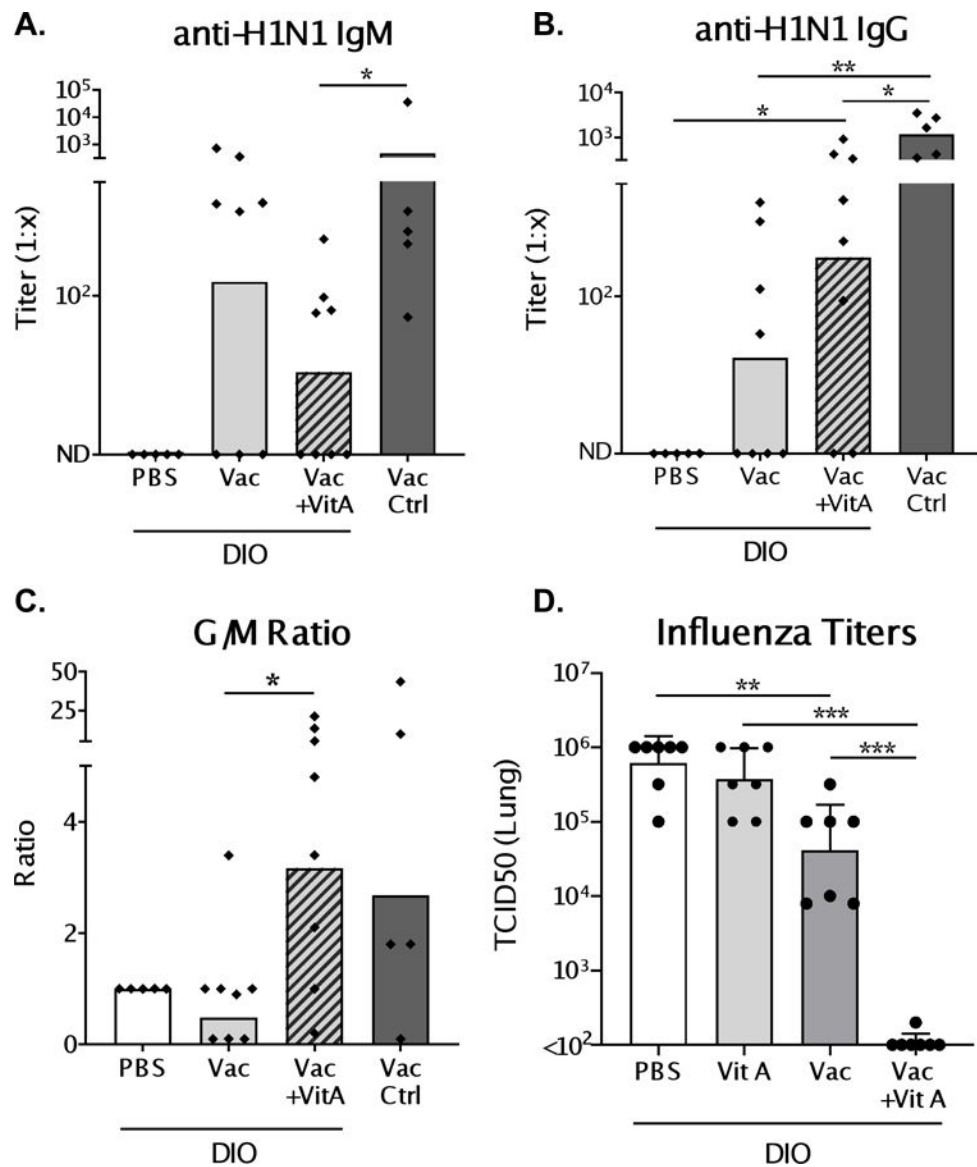 A.
anti-H1N1 IgM
*
10^5
10^4
10^3
Titer (1:x)
10^2
ND
PBS Vac Vac Vac
+VitA Ctrl
DIO
B.
anti-H1N1 IgG
**
*
*
10^4
10^3
Titer (1:x)
10^2
ND
PBS Vac Vac Vac
+VitA Ctrl
DIO
C.
G/M Ratio
*
50
25
Ratio
4
2
0
PBS Vac Vac Vac
+VitA Ctrl
DIO
D.
Influenza Titers
**
***
***
10^7
10^6
10^5
TCID50 (Lung)
10^4
10^3
<10^2
PBS Vit A Vac Vac
+Vit A
DIO